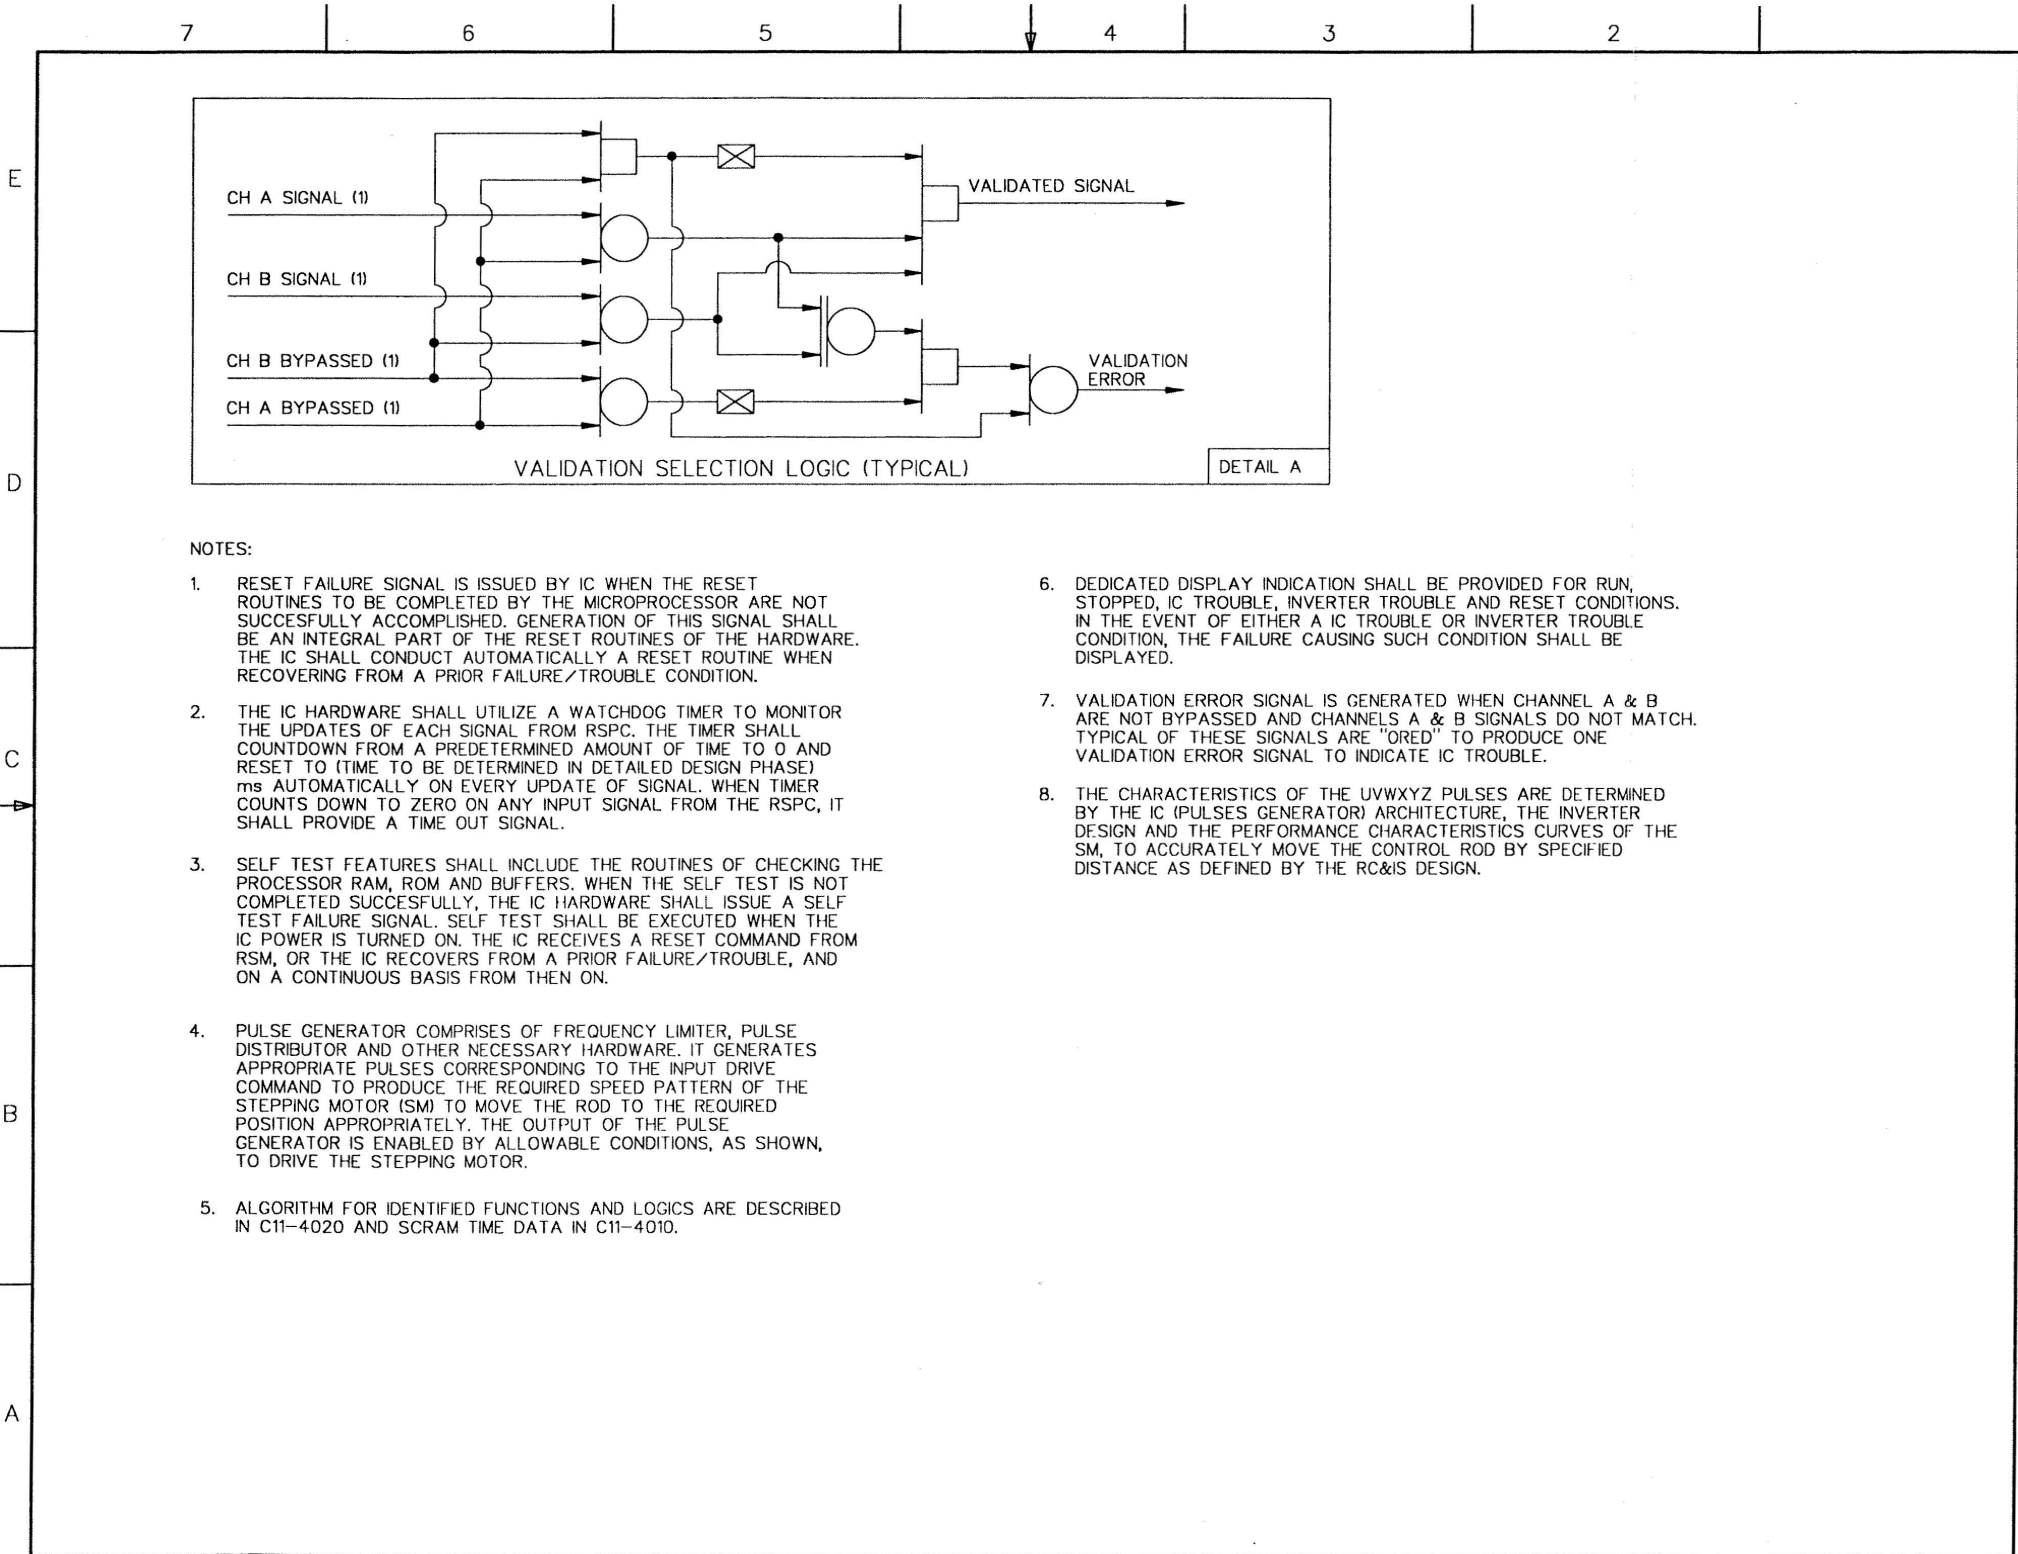 7 6 5 4 3 2
E
D
C
B
A
CH A SIGNAL (1)
CH B SIGNAL (1)
CH B BYPASSED (1)
CH A BYPASSED (1)
VALIDATED SIGNAL
VALIDATION
ERROR
VALIDATION SELECTION LOGIC (TYPICAL)
DETAIL A
NOTES:
1. RESET FAILURE SIGNAL IS ISSUED BY IC WHEN THE RESET
ROUTINES TO BE COMPLETED BY THE MICROPROCESSOR ARE NOT
SUCCESFULLY ACCOMPLISHED. GENERATION OF THIS SIGNAL SHALL
BE AN INTEGRAL PART OF THE RESET ROUTINES OF THE HARDWARE.
THE IC SHALL CONDUCT AUTOMATICALLY A RESET ROUTINE WHEN
RECOVERING FROM A PRIOR FAILURE/TROUBLE CONDITION.
2. THE IC HARDWARE SHALL UTILIZE A WATCHDOG TIMER TO MONITOR
THE UPDATES OF EACH SIGNAL FROM RSPC. THE TIMER SHALL
COUNTDOWN FROM A PREDETERMINED AMOUNT OF TIME TO 0 AND
RESET TO (TIME TO BE DETERMINED IN DETAILED DESIGN PHASE)
ms AUTOMATICALLY ON EVERY UPDATE OF SIGNAL. WHEN TIMER
COUNTS DOWN TO ZERO ON ANY INPUT SIGNAL FROM THE RSPC, IT
SHALL PROVIDE A TIME OUT SIGNAL.
3. SELF TEST FEATURES SHALL INCLUDE THE ROUTINES OF CHECKING THE
PROCESSOR RAM, ROM AND BUFFERS. WHEN THE SELF TEST IS NOT
COMPLETED SUCCESFULLY, THE IC HARDWARE SHALL ISSUE A SELF
TEST FAILURE SIGNAL. SELF TEST SHALL BE EXECUTED WHEN THE
IC POWER IS TURNED ON. THE IC RECEIVES A RESET COMMAND FROM
RSM, OR THE IC RECOVERS FROM A PRIOR FAILURE/TROUBLE, AND
ON A CONTINUOUS BASIS FROM THEN ON.
4. PULSE GENERATOR COMPRISES OF FREQUENCY LIMITER, PULSE
DISTRIBUTOR AND OTHER NECESSARY HARDWARE. IT GENERATES
APPROPRIATE PULSES CORRESPONDING TO THE INPUT DRIVE
COMMAND TO PRODUCE THE REQUIRED SPEED PATTERN OF THE
STEPPING MOTOR (SM) TO MOVE THE ROD TO THE REQUIRED
POSITION APPROPRIATELY. THE OUTPUT OF THE PULSE
GENERATOR IS ENABLED BY ALLOWABLE CONDITIONS, AS SHOWN,
TO DRIVE THE STEPPING MOTOR.
5. ALGORITHM FOR IDENTIFIED FUNCTIONS AND LOGICS ARE DESCRIBED
IN C11-4020 AND SCRAM TIME DATA IN C11-4010.
6. DEDICATED DISPLAY INDICATION SHALL BE PROVIDED FOR RUN,
STOPPED, IC TROUBLE, INVERTER TROUBLE AND RESET CONDITIONS.
IN THE EVENT OF EITHER A IC TROUBLE OR INVERTER TROUBLE
CONDITION, THE FAILURE CAUSING SUCH CONDITION SHALL BE
DISPLAYED.
7. VALIDATION ERROR SIGNAL IS GENERATED WHEN CHANNEL A & B
ARE NOT BYPASSED AND CHANNELS A & B SIGNALS DO NOT MATCH.
TYPICAL OF THESE SIGNALS ARE "ORED" TO PRODUCE ONE
VALIDATION ERROR SIGNAL TO INDICATE IC TROUBLE.
8. THE CHARACTERISTICS OF THE UVWXYZ PULSES ARE DETERMINED
BY THE IC (PULSES GENERATOR) ARCHITECTURE, THE INVERTER
DESIGN AND THE PERFORMANCE CHARACTERISTICS CURVES OF THE
SM, TO ACCURATELY MOVE THE CONTROL ROD BY SPECIFIED
DISTANCE AS DEFINED BY THE RC&IS DESIGN.